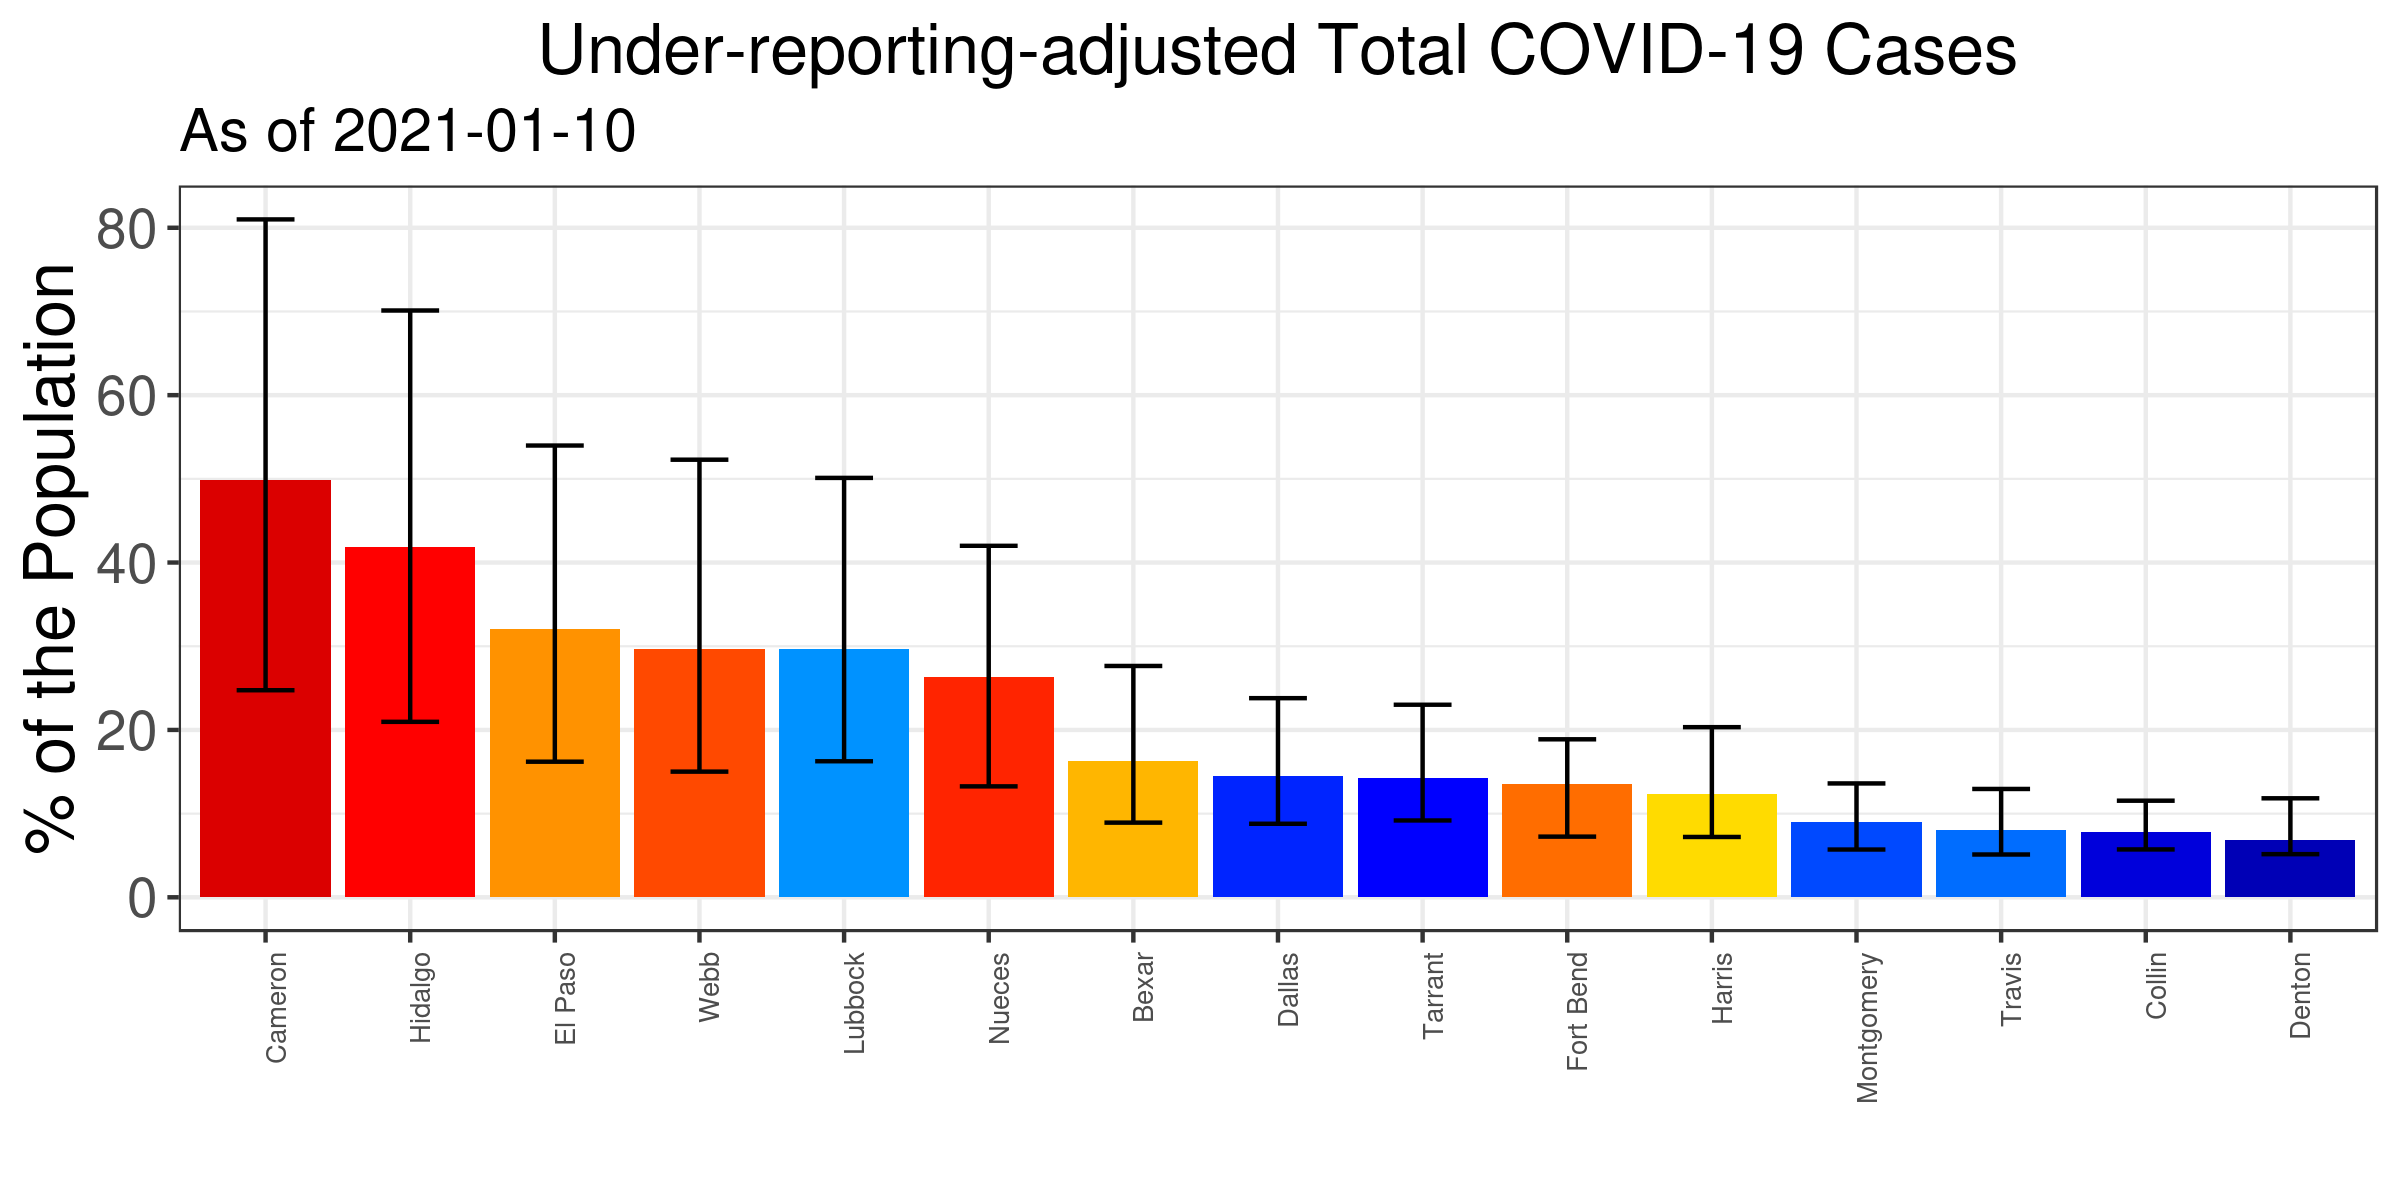 Under-reporting-adjusted Total COVID-19 Cases
As of 2021-01-10
% of the Population
80
60
40
20
0
Cameron
Hidalgo
El Paso
Webb
Lubbock
Nueces
Bexar
Dallas
Tarrant
Fort Bend
Harris
Montgomery
Travis
Collin
Denton